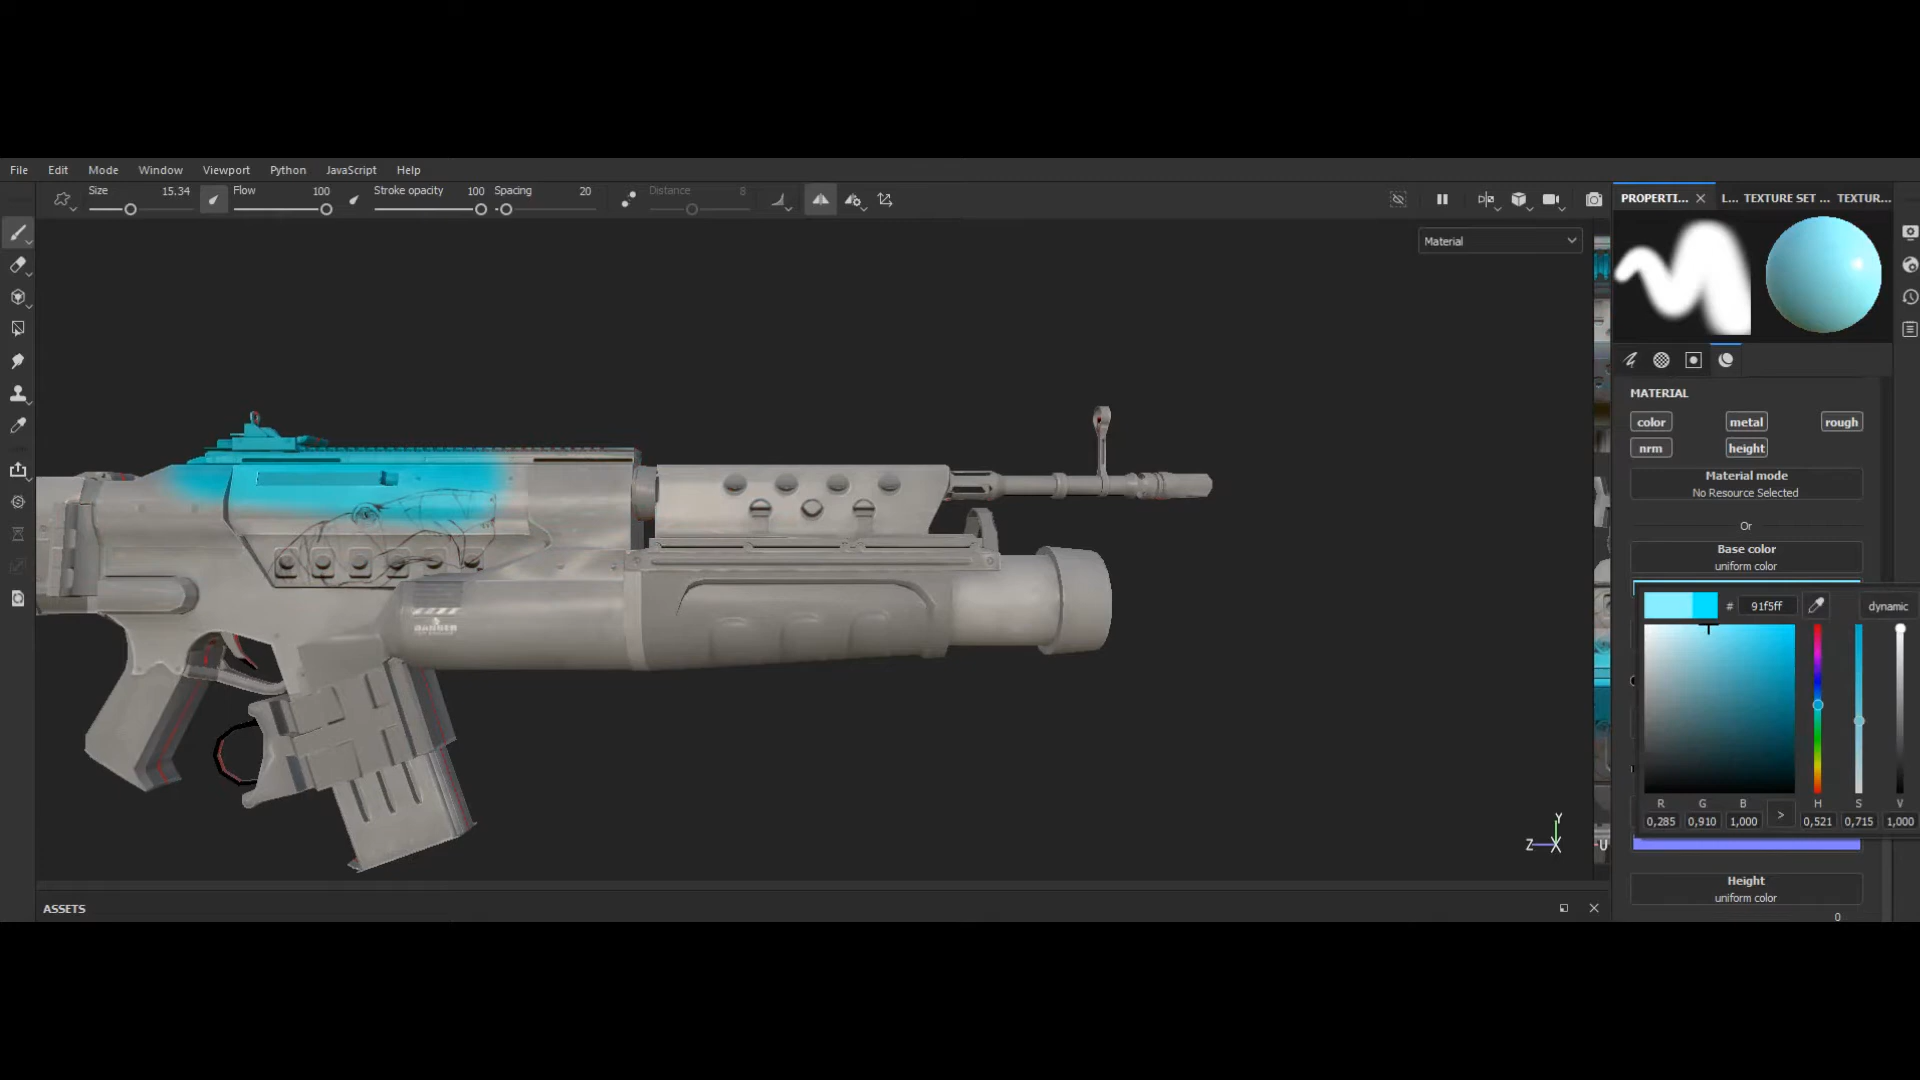 File Edit Mode Window Viewport Python JavaScript Help
Size 15.34 Flow 100 Stroke opacity 100 Spacing 20 Distance 8
PROPERTI... L... TEXTURE SET ... TEXTUR...
Material
MATERIAL
color metal rough
nrm height
Material mode
No Resource Selected
Or
Base color
uniform color
# 91f5ff dynamic
DANGER
R G B > H S V
0,285 0,910 1,000 0,521 0,715 1,000
Y
Z X U
Height
uniform color
0
ASSETS